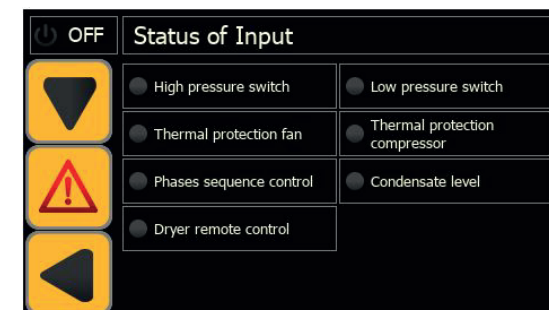 OFF
Status of Input
High pressure switch
Low pressure switch
Thermal protection fan
Thermal protection
compressor
Phases sequence control
Condensate level
Dryer remote control